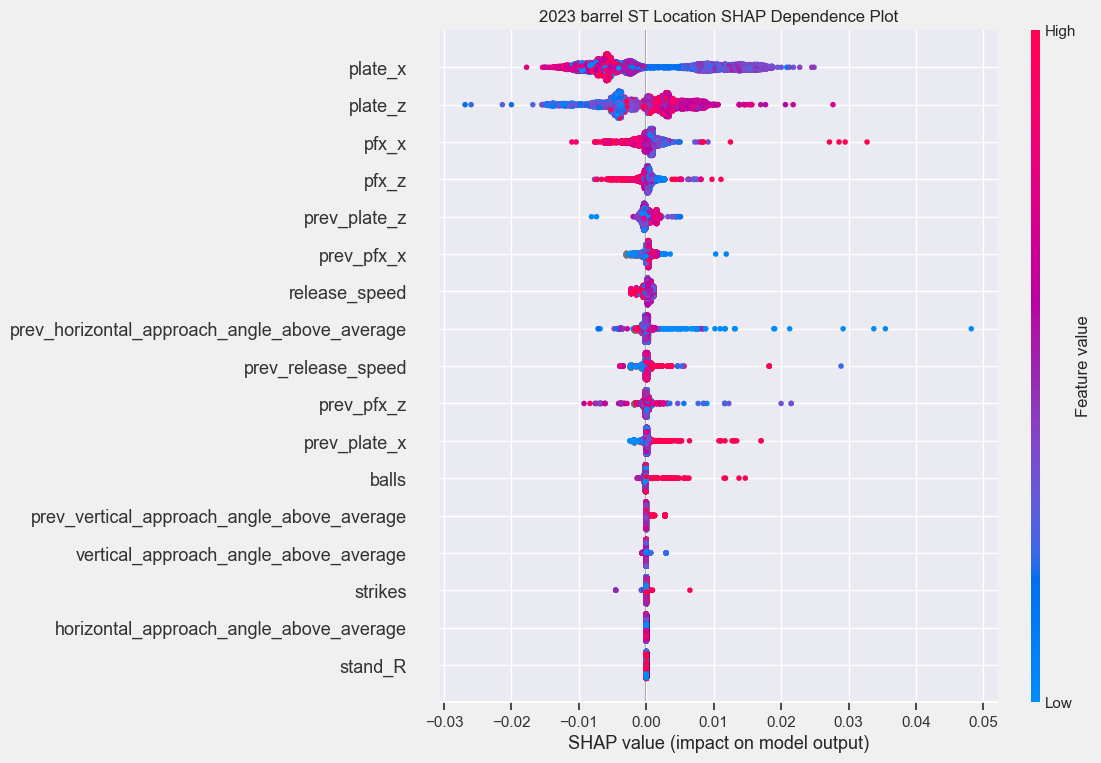 2023 barrel ST Location SHAP Dependence Plot
High
plate_x
plate_z
pfx_x
pfx_z
prev_plate_z
prev_pfx_x
release_speed
prev_horizontal_approach_angle_above_average
prev_release_speed
prev_pfx_z
prev_plate_x
balls
prev_vertical_approach_angle_above_average
vertical_approach_angle_above_average
strikes
horizontal_approach_angle_above_average
stand_R
Feature value
Low
−0.03 −0.02 −0.01 0.00 0.01 0.02 0.03 0.04 0.05
SHAP value (impact on model output)